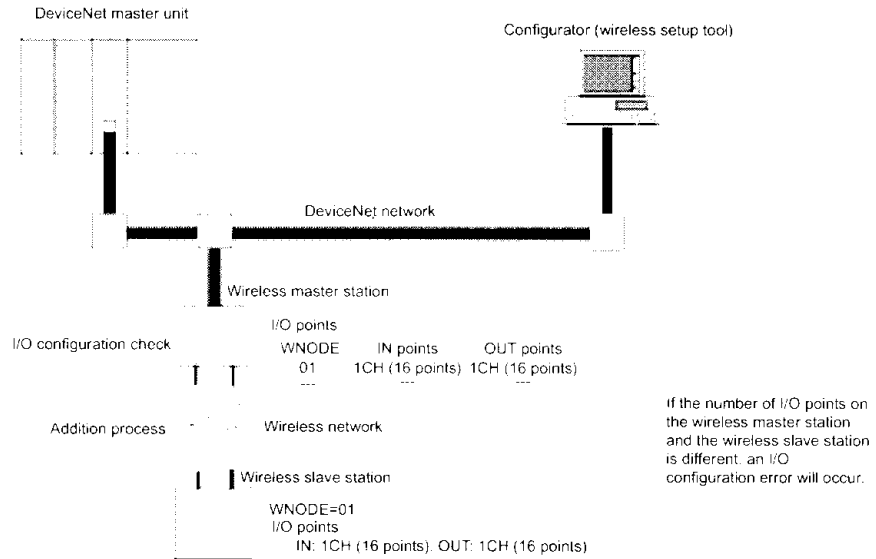 DeviceNet master unit
Configurator (wireless setup tool)
DeviceNet network
Wireless master station
I/O configuration check
I/O points
WNODE IN points OUT points
01 1CH (16 points) 1CH (16 points)
--- --- ---
Addition process
Wireless network
If the number of I/O points on
the wireless master station
and the wireless slave station
is different, an I/O
configuration error will occur.
Wireless slave station
WNODE=01
I/O points
IN: 1CH (16 points), OUT: 1CH (16 points)